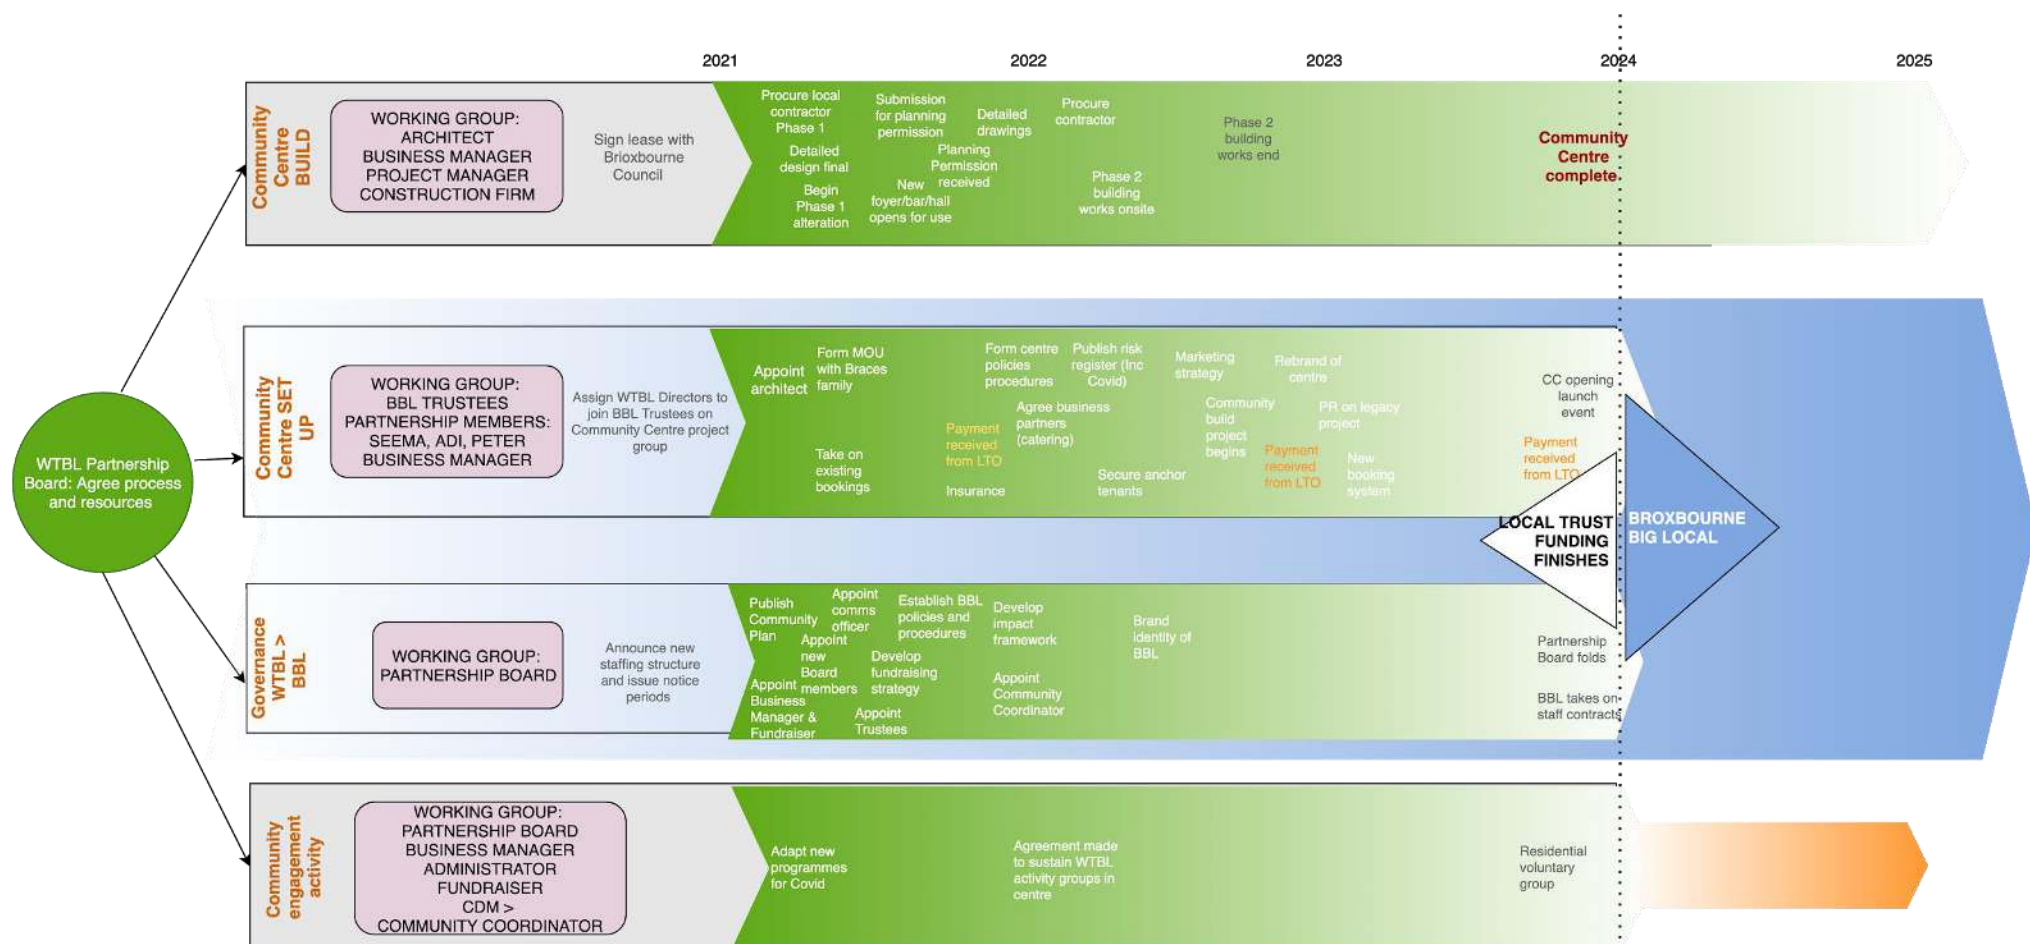 2021
2022
2023
2024
2025
Community
Centre
BUILD
WORKING GROUP:
ARCHITECT
BUSINESS MANAGER
PROJECT MANAGER
CONSTRUCTION FIRM
Sign lease with
Brioxbourne
Council
Procure local
contractor
Phase 1
Detailed
design final
Begin
Phase 1
alteration
Submission
for planning
permission
Planning
Permission
received
New
foyer/bar/hall
opens for use
Detailed
drawings
Procure
contractor
Phase 2
building
works onsite
Phase 2
building
works end
Community
Centre
complete
WTBL Partnership
Board: Agree process
and resources
Community
Centre SET
UP
WORKING GROUP:
BBL TRUSTEES
PARTNERSHIP MEMBERS:
SEEMA, ADI, PETER
BUSINESS MANAGER
Assign WTBL Directors to
join BBL Trustees on
Community Centre project
group
Appoint
architect
Form MOU
with Braces
family
Take on
existing
bookings
Form centre
policies
procedures
Payment
received
from LTO
Insurance
Agree business
partners
(catering)
Publish risk
register (Inc
Covid)
Secure anchor
tenants
Marketing
strategy
Community
build
project
begins
Rebrand of
centre
Payment
received
from LTO
PR on legacy
project
New
booking
system
CC opening
launch
event
Payment
received
from LTO
LOCAL TRUST
FUNDING
FINISHES
BROXBOURNE
BIG LOCAL
Governance
WTBL >
BBL
WORKING GROUP:
PARTNERSHIP BOARD
Announce new
staffing structure
and issue notice
periods
Publish
Community
Plan
Appoint
Business
Manager &
Fundraiser
Appoint
comms
officer
Appoint
new
Board
members
Establish BBL
policies and
procedures
Develop
fundraising
strategy
Appoint
Trustees
Develop
impact
framework
Appoint
Community
Coordinator
Brand
identity of
BBL
Partnership
Board folds
BBL takes on
staff contracts
Community
engagement
activity
WORKING GROUP:
PARTNERSHIP BOARD
BUSINESS MANAGER
ADMINISTRATOR
FUNDRAISER
CDM >
COMMUNITY COORDINATOR
Adapt new
programmes
for Covid
Agreement made
to sustain WTBL
activity groups in
centre
Residential
voluntary
group